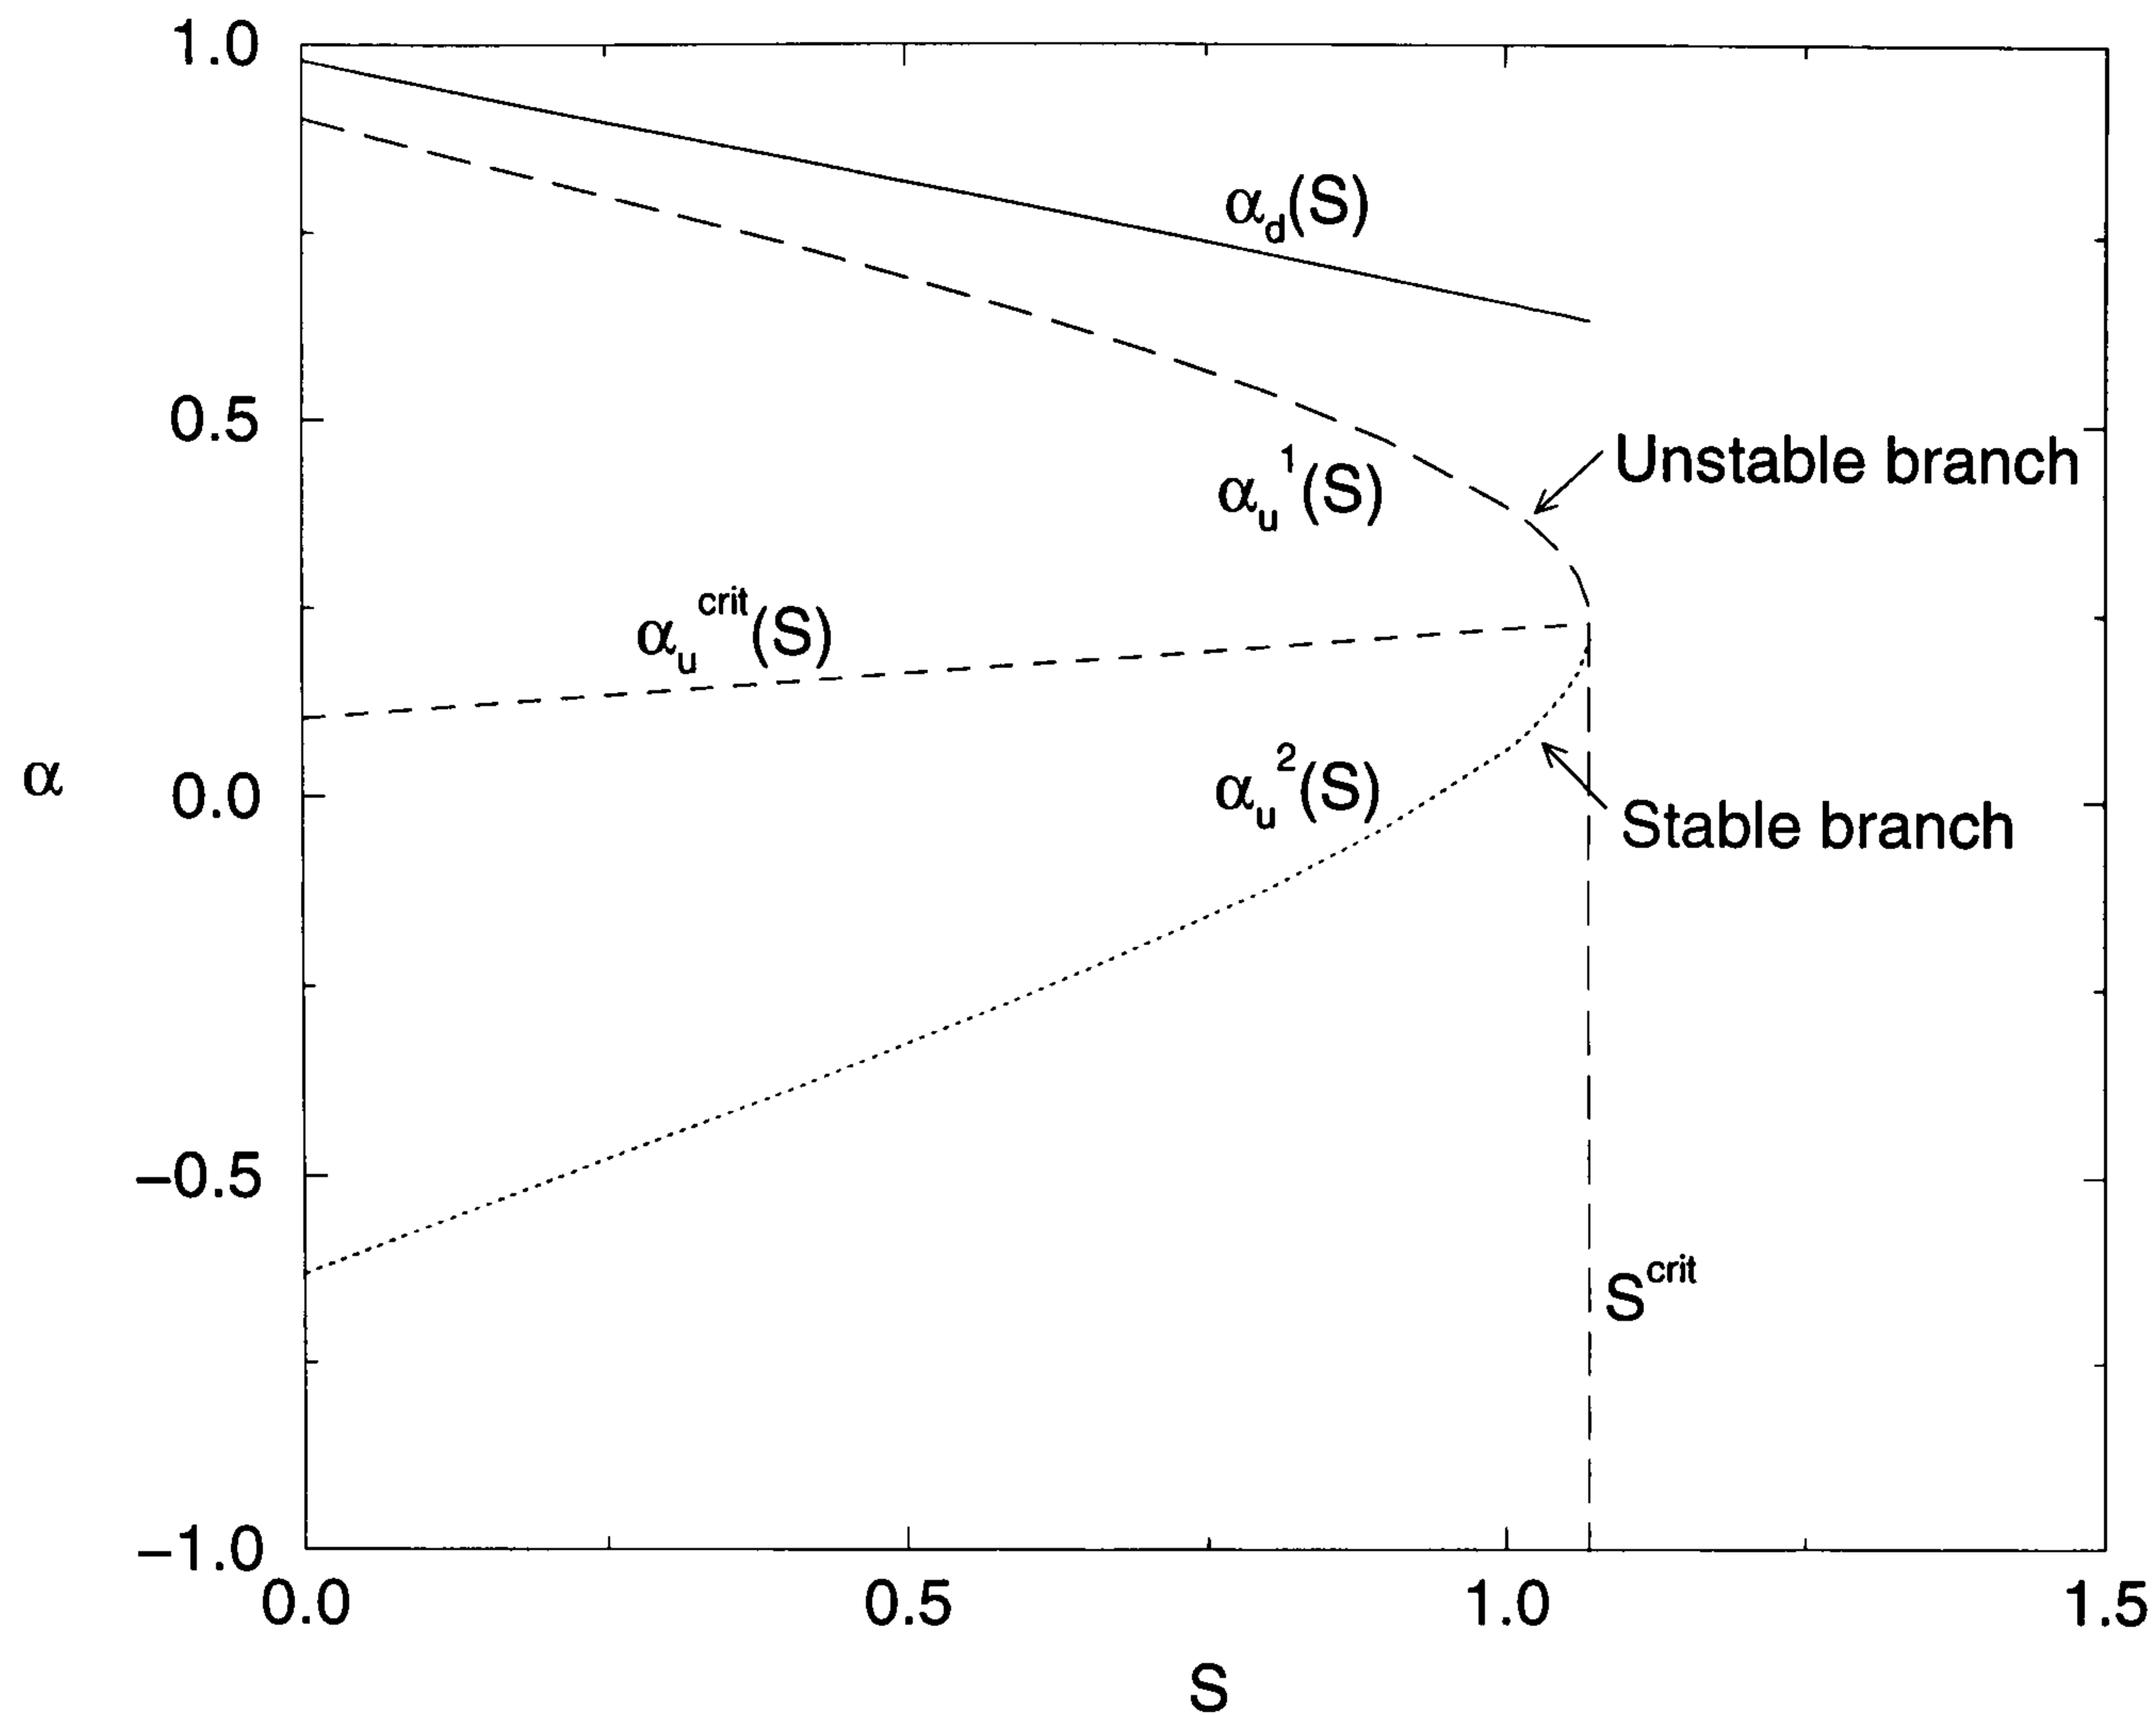 1.0
α_d(S)
0.5
Unstable branch
α_u^1(S)
α_u^crit(S)
α
0.0
α_u^2(S)
Stable branch
−0.5
S^crit
−1.0
0.0 0.5 1.0 1.5
S